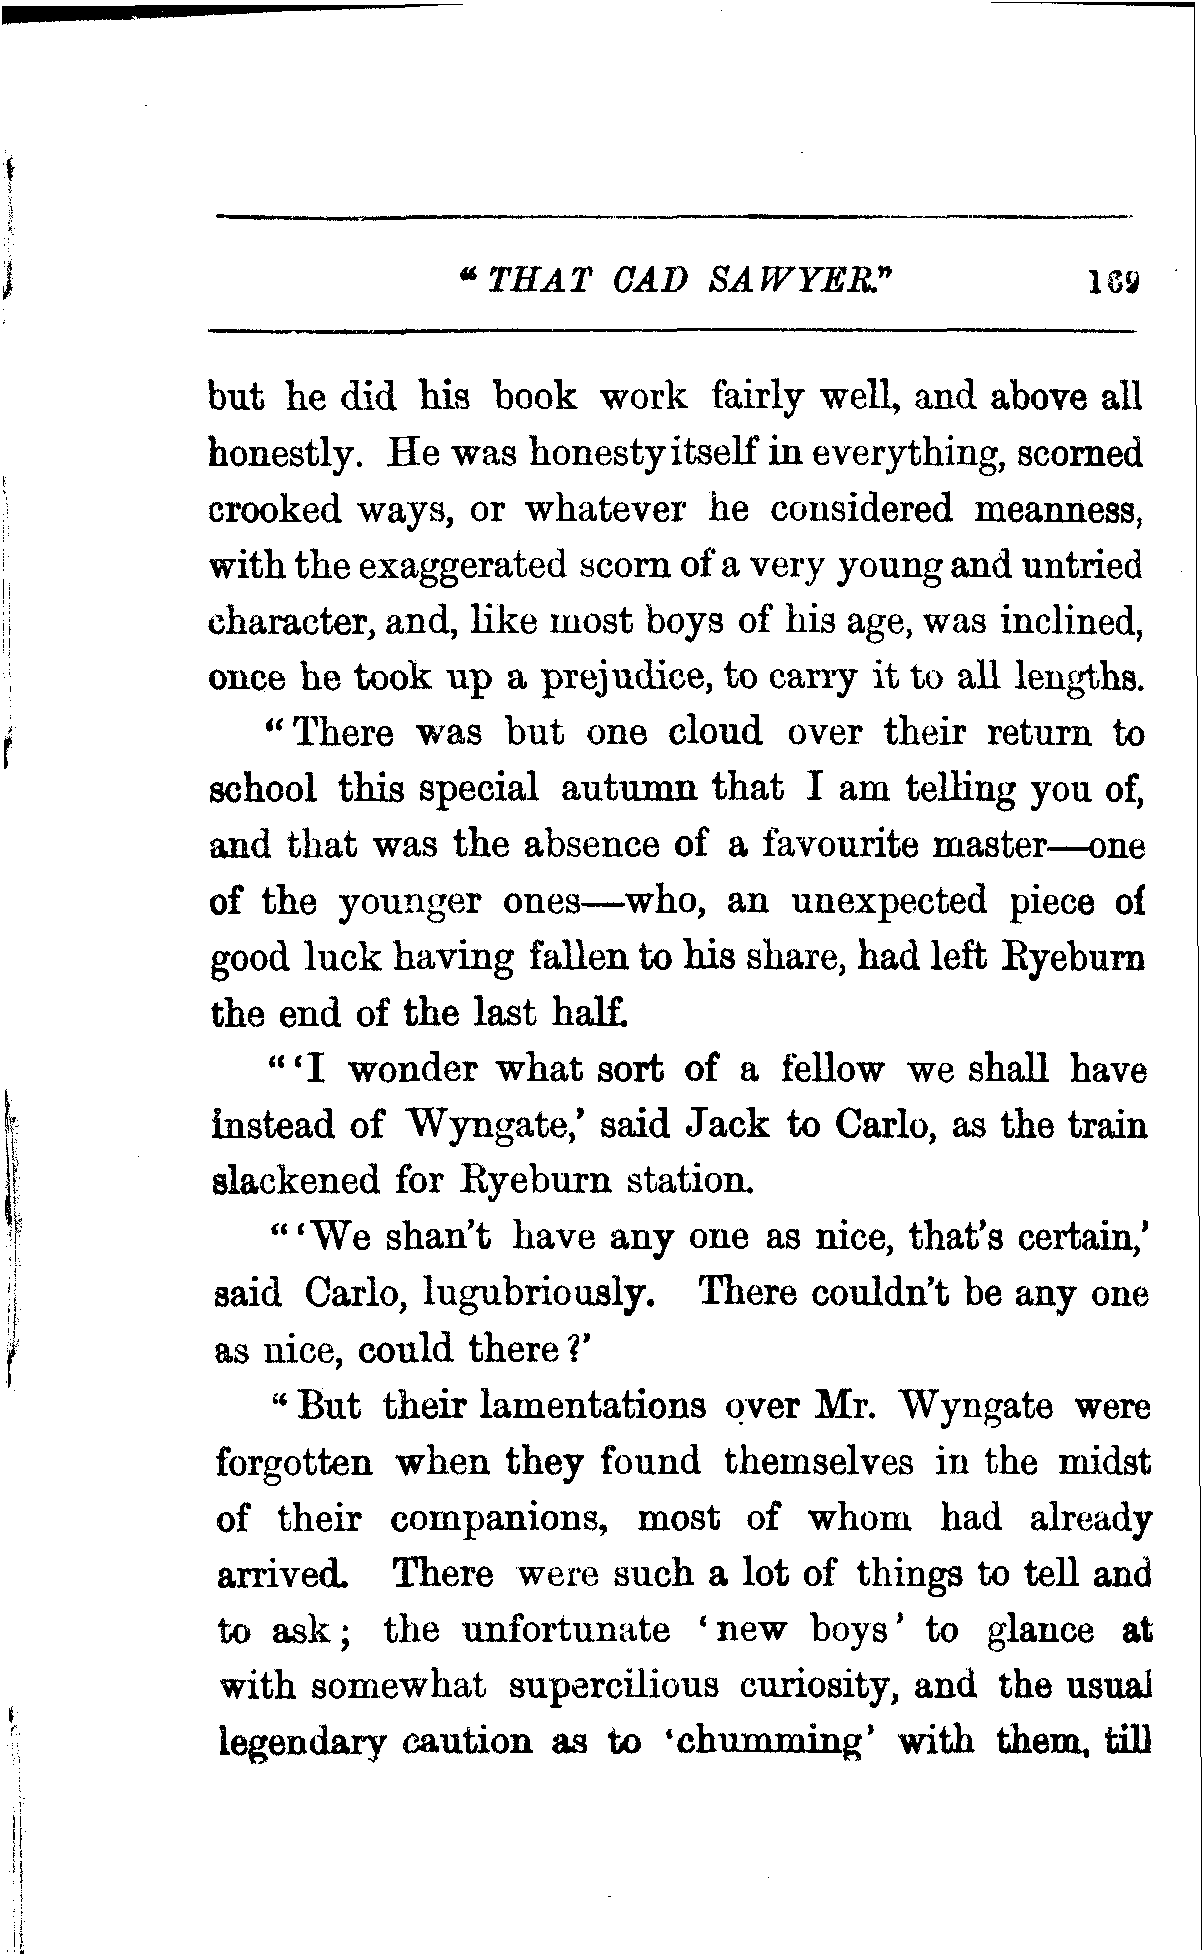 “ THAT CAD SAWYER.” 169
but he did his book work fairly well, and above all
honestly. He was honesty itself in everything, scorned
crooked ways, or whatever he considered meanness,
with the exaggerated scorn of a very young and untried
character, and, like most boys of his age, was inclined,
once he took up a prejudice, to carry it to all lengths.
“ There was but one cloud over their return to
school this special autumn that I am telling you of,
and that was the absence of a favourite master—one
of the younger ones—who, an unexpected piece of
good luck having fallen to his share, had left Ryeburn
the end of the last half.
“ ‘I wonder what sort of a fellow we shall have
instead of Wyngate,’ said Jack to Carlo, as the train
slackened for Ryeburn station.
“ ‘We shan’t have any one as nice, that’s certain,’
said Carlo, lugubriously. There couldn’t be any one
as nice, could there ?’
“ But their lamentations over Mr. Wyngate were
forgotten when they found themselves in the midst
of their companions, most of whom had already
arrived. There were such a lot of things to tell and
to ask ; the unfortunate ‘ new boys ’ to glance at
with somewhat supercilious curiosity, and the usual
legendary caution as to ‘chumming’ with them, till